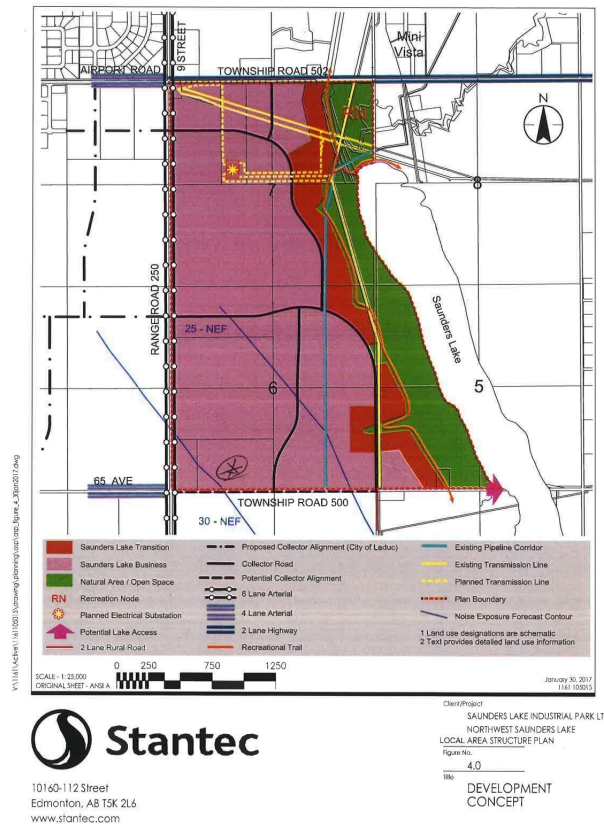 Mini
Vista
9 STREET
AIRPORT ROAD
TOWNSHIP ROAD 502
RN
N
8
RANGE ROAD 250
25 - NEF
Saunders Lake
6
5
65 AVE
TOWNSHIP ROAD 500
30 - NEF
Saunders Lake Transition
Saunders Lake Business
Natural Area / Open Space
RN Recreation Node
Planned Electrical Substation
Potential Lake Access
2 Lane Rural Road
Proposed Collector Alignment (City of Leduc)
Collector Road
Potential Collector Alignment
6 Lane Arterial
4 Lane Arterial
2 Lane Highway
Recreational Trail
Existing Pipeline Corridor
Existing Transmission Line
Planned Transmission Line
Plan Boundary
Noise Exposure Forecast Contour
1 Land use designations are schematic
2 Text provides detailed land use information
SCALE - 1: 25,000
ORIGINAL SHEET - ANSI A
0 250 750 1250
January 30, 2017
1161 105015
Stantec
10160-112 Street
Edmonton, AB T5K 2L6
www.stantec.com
Client/Project
SAUNDERS LAKE INDUSTRIAL PARK LT
NORTHWEST SAUNDERS LAKE
LOCAL AREA STRUCTURE PLAN
Figure No.
4.0
Title
DEVELOPMENT
CONCEPT